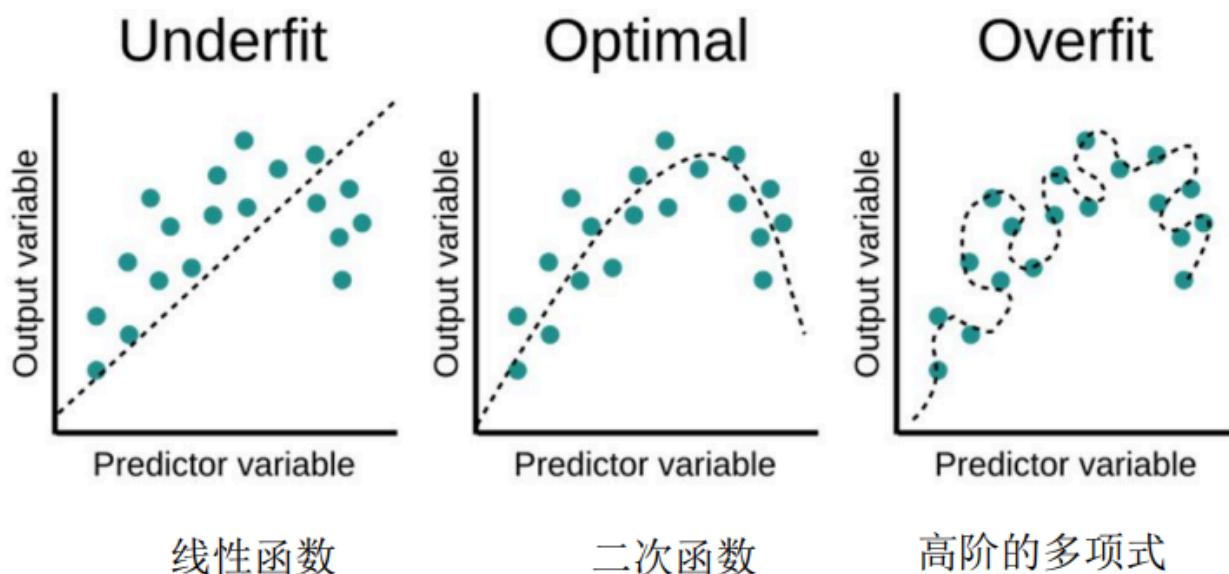 Underfit
Optimal
Overfit
Output variable
Output variable
Output variable
Predictor variable
Predictor variable
Predictor variable
线性函数
二次函数
高阶的多项式